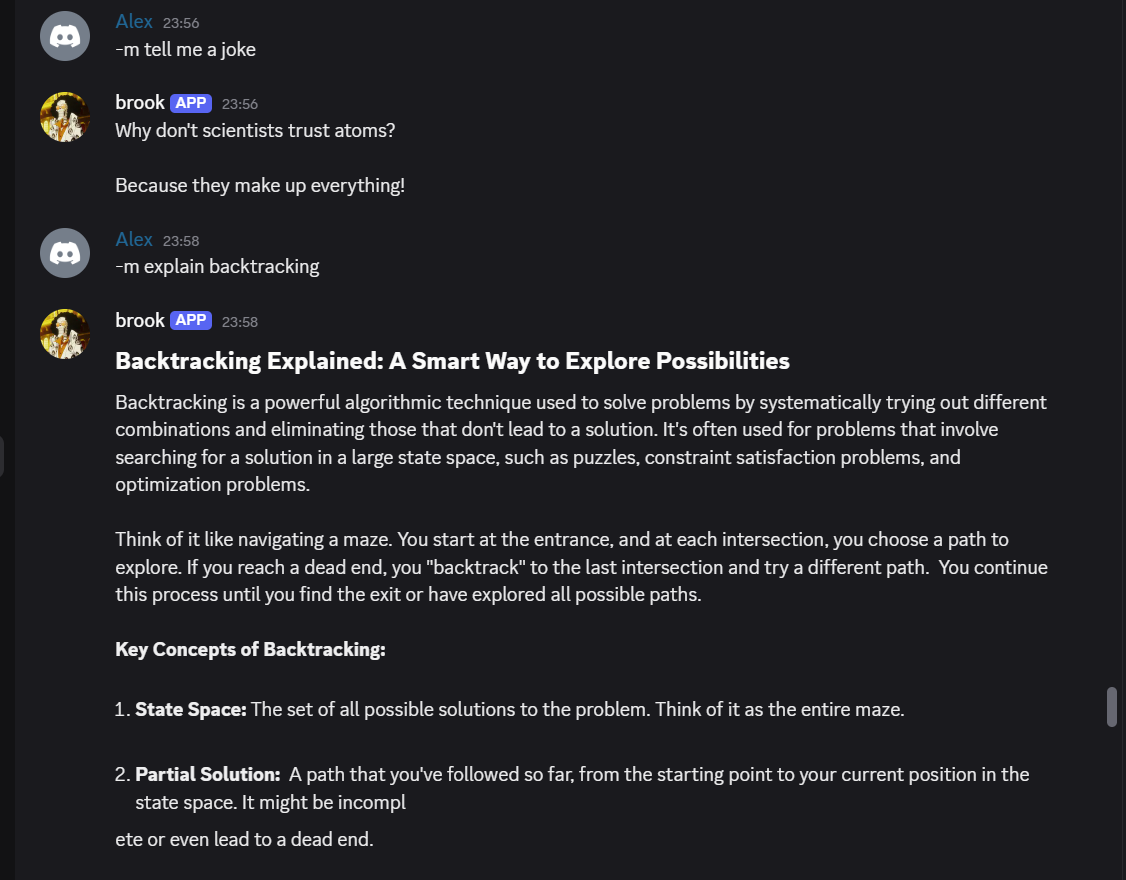 Alex 23:56
-m tell me a joke
brook APP 23:56
Why don't scientists trust atoms?
Because they make up everything!
Alex 23:58
-m explain backtracking
brook APP 23:58
Backtracking Explained: A Smart Way to Explore Possibilities
Backtracking is a powerful algorithmic technique used to solve problems by systematically trying out different
combinations and eliminating those that don't lead to a solution. It's often used for problems that involve
searching for a solution in a large state space, such as puzzles, constraint satisfaction problems, and
optimization problems.
Think of it like navigating a maze. You start at the entrance, and at each intersection, you choose a path to
explore. If you reach a dead end, you "backtrack" to the last intersection and try a different path.  You continue
this process until you find the exit or have explored all possible paths.
Key Concepts of Backtracking:
1. State Space: The set of all possible solutions to the problem. Think of it as the entire maze.
2. Partial Solution:  A path that you've followed so far, from the starting point to your current position in the
state space. It might be incompl
ete or even lead to a dead end.